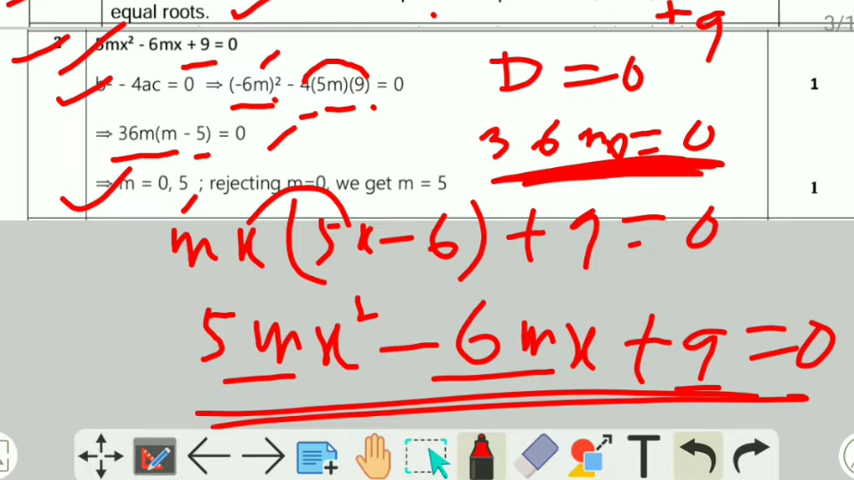 equal roots.
+ 9
3/1
5mx² - 6mx + 9 = 0
b² - 4ac = 0 ⇒ (-6m)² - 4(5m)(9) = 0
1
D = 0
⇒ 36m(m - 5) = 0
36m = 0
⇒ m = 0, 5 ; rejecting m=0, we get m = 5
1
mx(5x - 6) + 9 = 0
5mx² - 6mx + 9 = 0
T